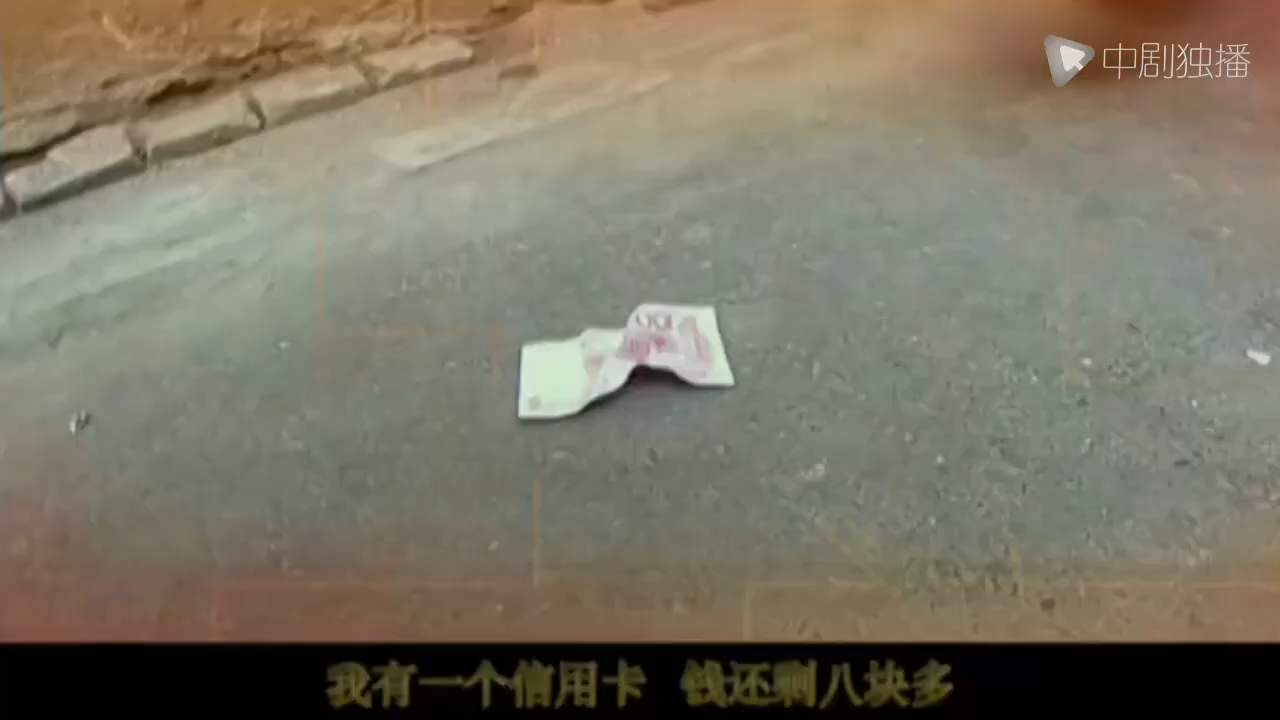 中剧独播
我有一个信用卡 钱还剩八块多